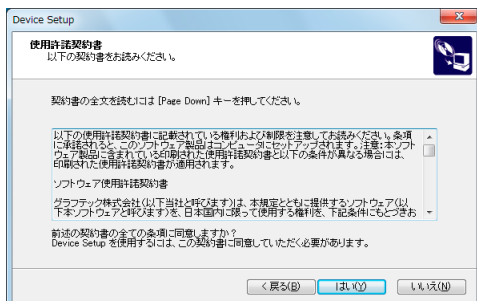 Device Setup
使用許諾契約書
以下の契約書をお読みください。
契約書の全文を読むには [Page Down] キーを押してください。
以下の使用許諾契約書に記載されている権利および制限を注意してお読みください。条項
に承諾されると、このソフトウェア製品はコンピュータにセットアップされます。注意：本ソフト
ウェア製品に含まれている印刷された使用許諾契約書と以下の条件が異なる場合には、
印刷された使用許諾契約書が適用されます。
ソフトウェア使用許諾契約書
グラフテック株式会社(以下当社と呼びます)は、本規定とともに提供するソフトウェア(以
下本ソフトウェアと呼びます)を、日本国内に限って使用する権利を、下記条件にもとづきお
前述の契約書の全ての条項に同意しますか？
Device Setup を使用するには、この契約書に同意していただく必要があります。
< 戻る(B)
はい(Y)
いいえ(N)